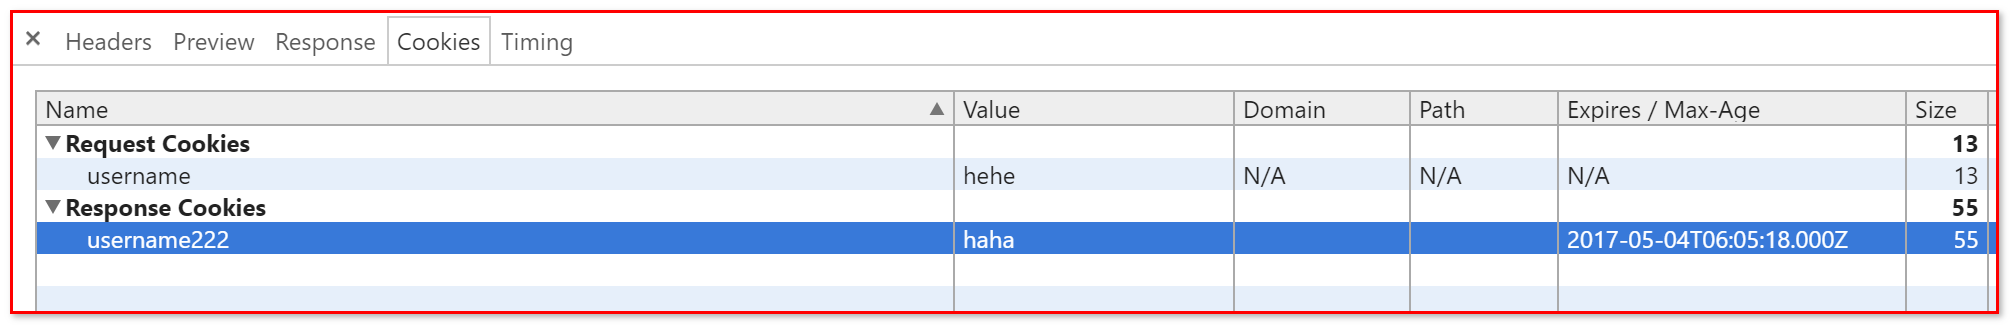 × Headers Preview Response Cookies Timing
Name ▲ Value Domain Path Expires / Max-Age Size
▼ Request Cookies 13
username hehe N/A N/A N/A 13
▼ Response Cookies 55
username222 haha 2017-05-04T06:05:18.000Z 55